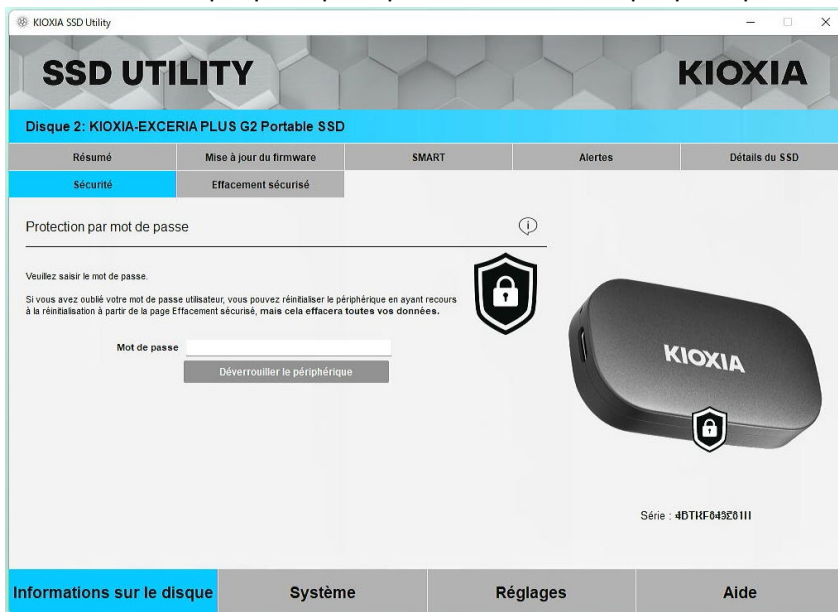 KIOXIA SSD Utility
SSD UTILITY
KIOXIA
Disque 2: KIOXIA-EXCERIA PLUS G2 Portable SSD
Résumé
Mise à jour du firmware
SMART
Alertes
Détails du SSD
Sécurité
Effacement sécurisé
Protection par mot de passe
Veuillez saisir le mot de passe.
Si vous avez oublié votre mot de passe utilisateur, vous pouvez réinitialiser le périphérique en ayant recours
à la réinitialisation à partir de la page Effacement sécurisé, mais cela effacera toutes vos données.
Mot de passe
Déverrouiller le périphérique
KIOXIA
Série :
Informations sur le disque
Système
Réglages
Aide